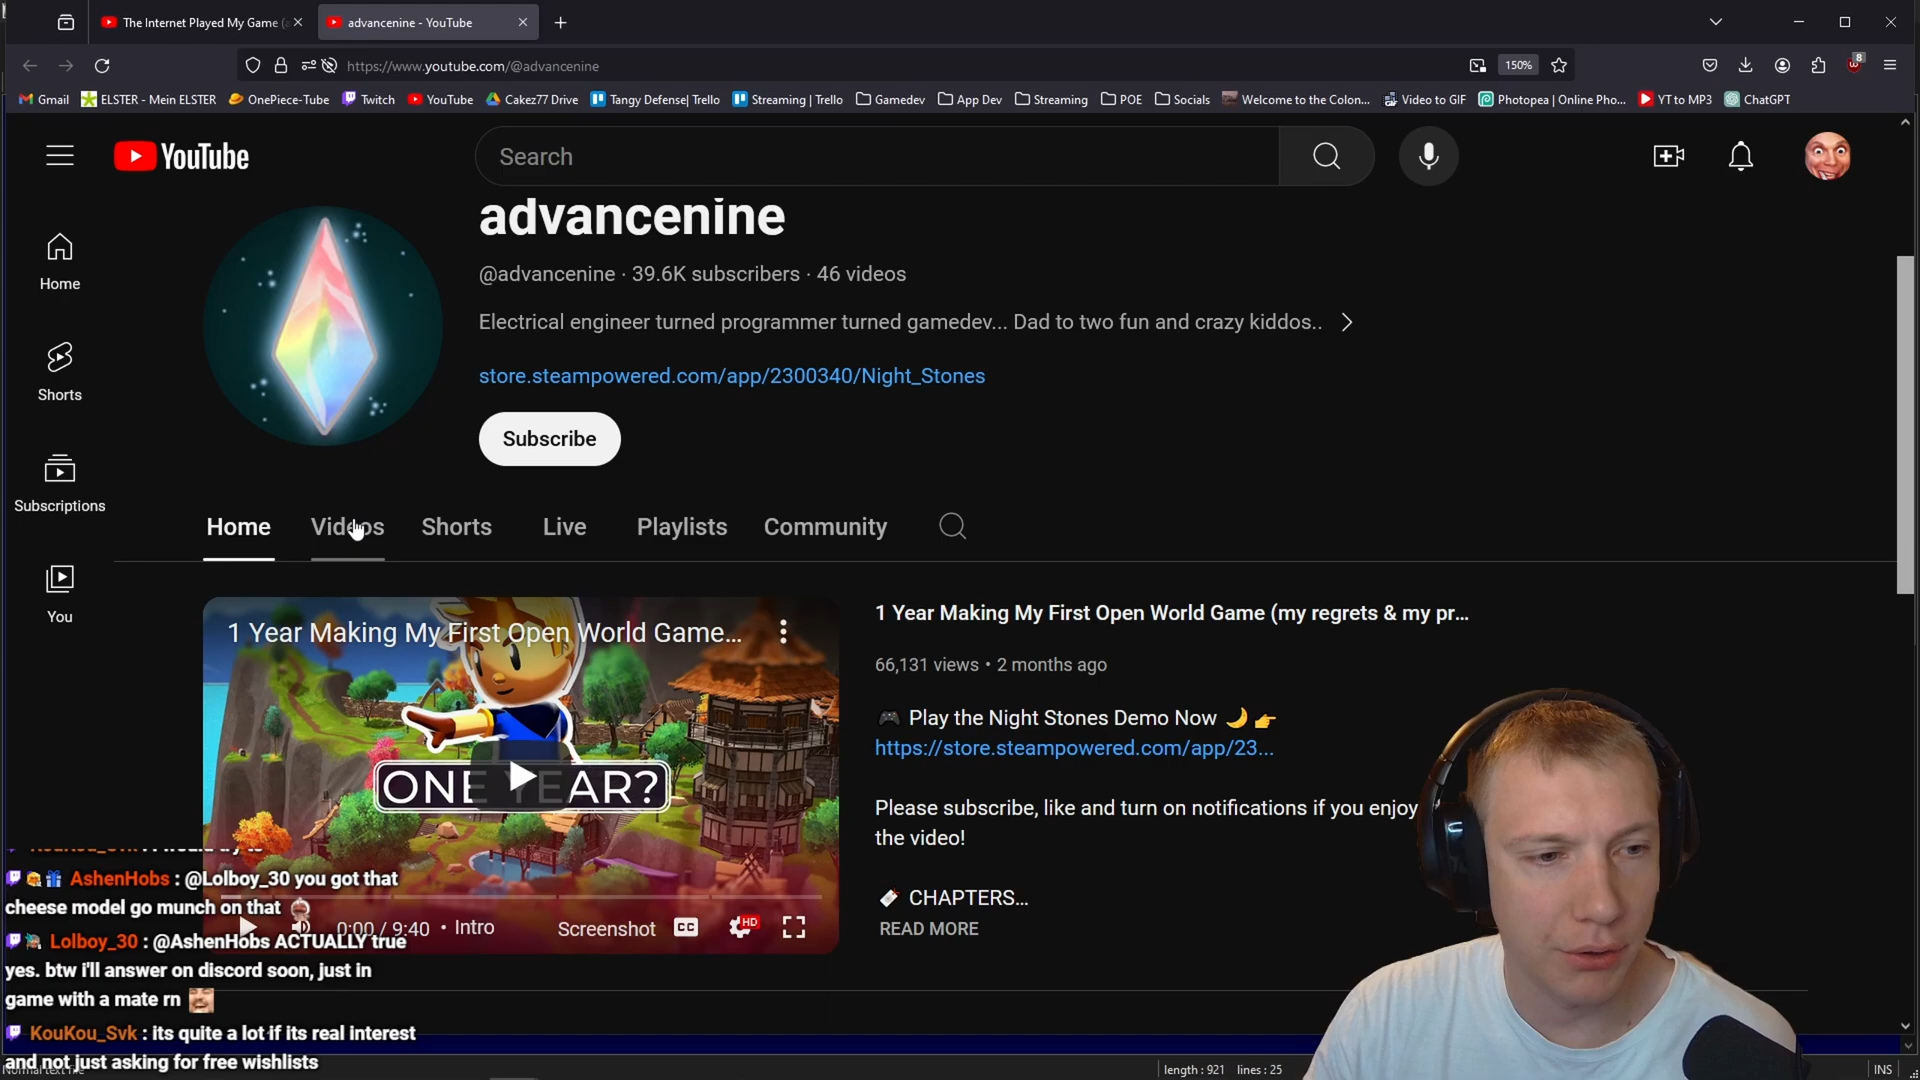 The Internet Played My Game (
advancenine - YouTube
https://www.youtube.com/@advancenine
150%
8
Gmail
ELSTER - Mein ELSTER
OnePiece-Tube
Twitch
YouTube
Cakez77 Drive
Tangy Defense| Trello
Streaming | Trello
Gamedev
App Dev
Streaming
POE
Socials
Welcome to the Colon...
Video to GIF
Photopea | Online Pho...
YT to MP3
ChatGPT
YouTube
Search
Home
Shorts
Subscriptions
You
advancenine
@advancenine · 39.6K subscribers · 46 videos
Electrical engineer turned programmer turned gamedev... Dad to two fun and crazy kiddos..
store.steampowered.com/app/2300340/Night_Stones
Subscribe
Home
Videos
Shorts
Live
Playlists
Community
1 Year Making My First Open World Game...
ONE YEAR?
0:00 / 9:40 • Intro
Screenshot
CC
HD
1 Year Making My First Open World Game (my regrets & my pr...
66,131 views • 2 months ago
🎮 Play the Night Stones Demo Now 🌙👉
https://store.steampowered.com/app/23...
Please subscribe, like and turn on notifications if you enjoy
the video!
CHAPTERS...
READ MORE
AshenHobs : @Lolboy_30 you got that
cheese model go munch on that
Lolboy_30 : @AshenHobs ACTUALLY true
yes. btw i'll answer on discord soon, just in
game with a mate rn
KouKou_Svk : its quite a lot if its real interest
and not just asking for free wishlists
Normal text file
length : 921 lines : 25
INS